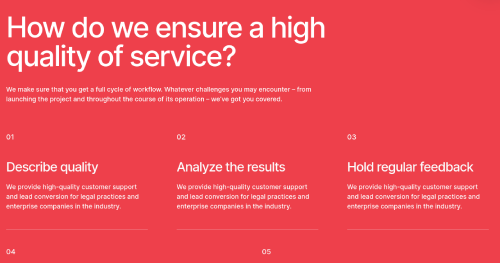 How do we ensure a high
quality of service?
We make sure that you get a full cycle of workflow. Whatever challenges you may encounter – from
launching the project and throughout the course of its operation – we've got you covered.
01
02
03
Describe quality
Analyze the results
Hold regular feedback
We provide high-quality customer support
and lead conversion for legal practices and
enterprise companies in the industry.
We provide high-quality customer support
and lead conversion for legal practices and
enterprise companies in the industry.
We provide high-quality customer support
and lead conversion for legal practices and
enterprise companies in the industry.
04
05